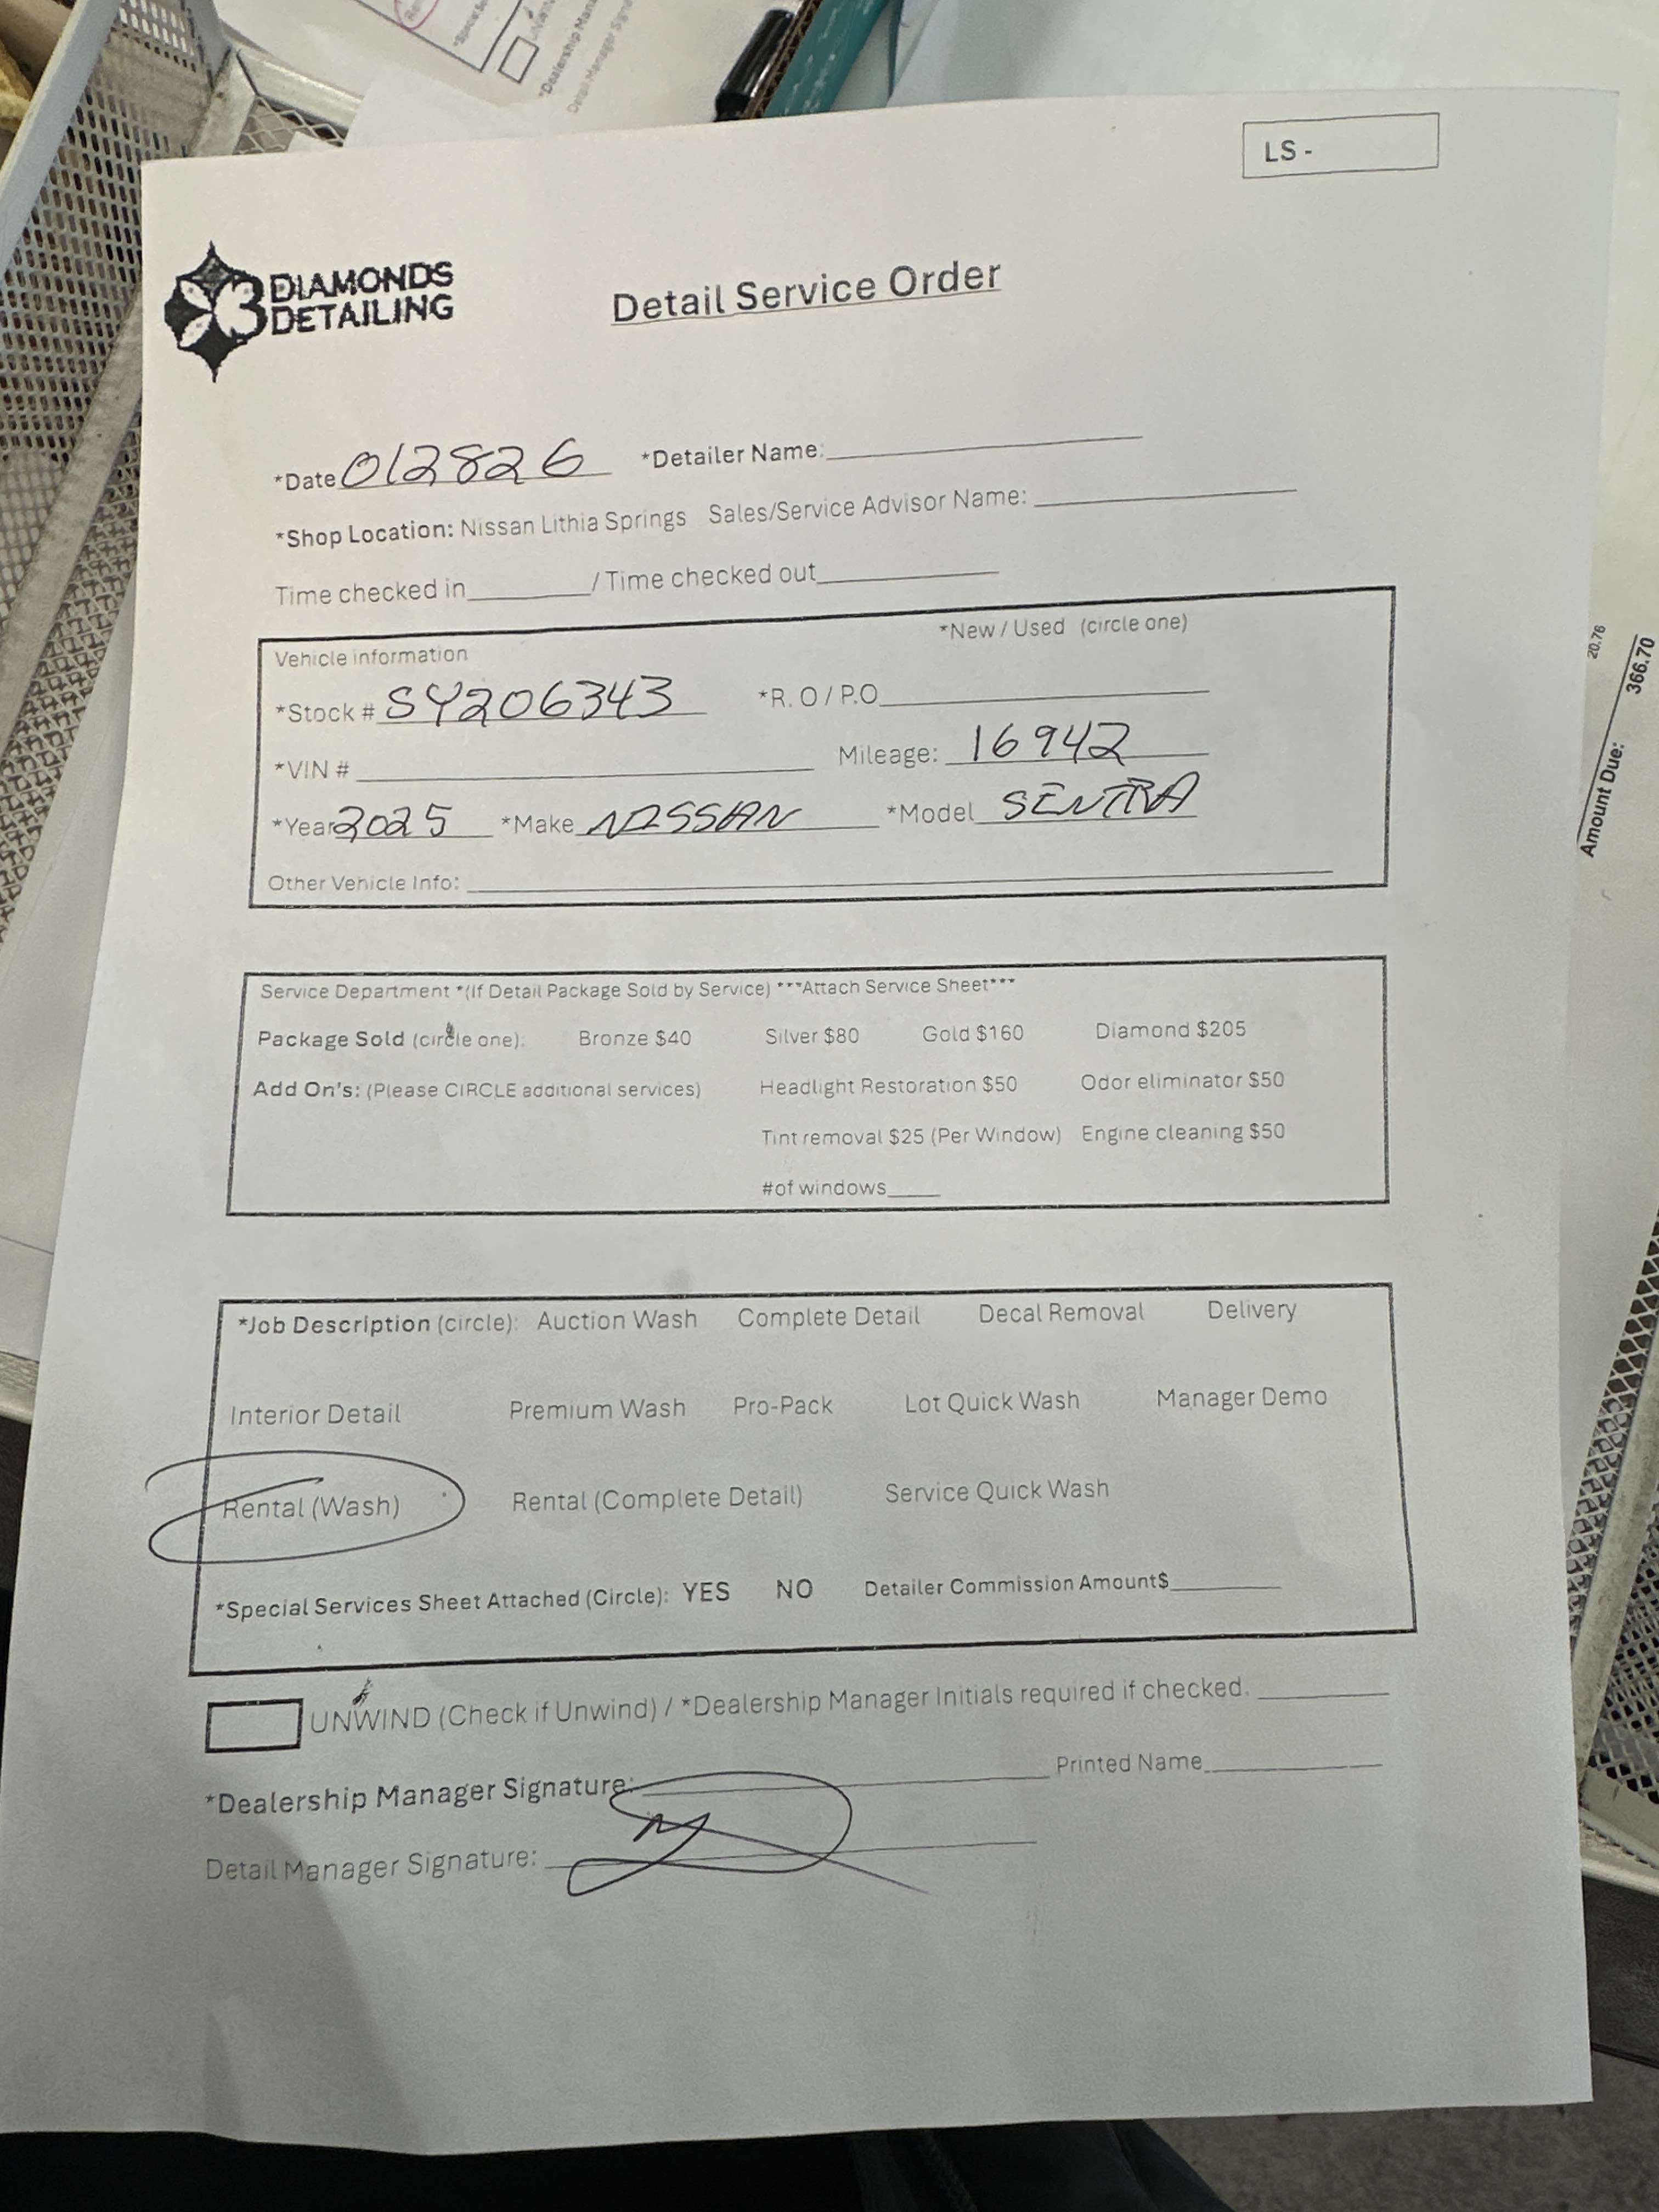 *Dealership Man
Detail Manager Signa
LS -
3 DIAMONDS
DETAILING
Detail Service Order
*Date 012826 *Detailer Name:
*Shop Location: Nissan Lithia Springs Sales/Service Advisor Name:
Time checked in / Time checked out
*New / Used (circle one)
Vehicle information
*Stock # SY206343 *R. O / P.O
*VIN # Mileage: 16942
*Year 2025 *Make NISSAN *Model SENTRA
Other Vehicle Info:
Service Department *(If Detail Package Sold by Service) ***Attach Service Sheet***
Package Sold (circle one): Bronze $40 Silver $80 Gold $160 Diamond $205
Add On's: (Please CIRCLE additional services) Headlight Restoration $50 Odor eliminator $50
Tint removal $25 (Per Window) Engine cleaning $50
#of windows
*Job Description (circle): Auction Wash Complete Detail Decal Removal Delivery
Interior Detail Premium Wash Pro-Pack Lot Quick Wash Manager Demo
Rental (Wash) Rental (Complete Detail) Service Quick Wash
*Special Services Sheet Attached (Circle): YES NO Detailer Commission Amount$
UNWIND (Check if Unwind) / *Dealership Manager Initials required if checked.
*Dealership Manager Signature: Printed Name
Detail Manager Signature:
20.76
Amount Due: 366.70